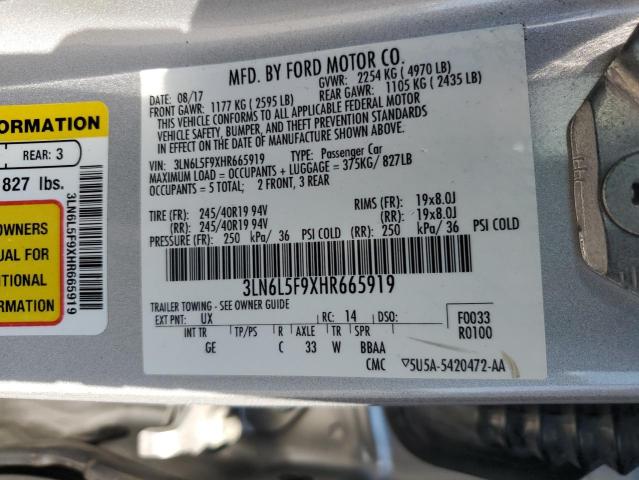 MFD. BY FORD MOTOR CO.
DATE: 08/17 GVWR: 2254 KG ( 4970 LB)
FRONT GAWR: 1177 KG ( 2595 LB) REAR GAWR: 1105 KG ( 2435 LB)
THIS VEHICLE CONFORMS TO ALL APPLICABLE FEDERAL MOTOR
VEHICLE SAFETY, BUMPER, AND THEFT PREVENTION STANDARDS
IN EFFECT ON THE DATE OF MANUFACTURE SHOWN ABOVE.
VIN: 3LN6L5F9XHR665919 TYPE: Passenger Car
MAXIMUM LOAD = OCCUPANTS + LUGGAGE = 375KG/ 827LB
OCCUPANTS = 5 TOTAL; 2 FRONT, 3 REAR
TIRE (FR): 245/40R19 94V RIMS (FR): 19x8.0J
(RR): 245/40R19 94V (RR): 19x8.0J
PRESSURE (FR): 250 kPa/ 36 PSI COLD (RR): 250 kPa/ 36 PSI COLD
3LN6L5F9XHR665919
TRAILER TOWING - SEE OWNER GUIDE
EXT PNT: UX RC: 14 DSO: F0033
R0100
INT TR TP/PS R AX TR SPR
GE C 33 W BBAA
CMC 5U5A-5420472-AA
FORMATION
REAR: 3
827 lbs.
OWNERS
UAL FOR
ITIONAL
FORMATION
3LN6L5F9XHR665919